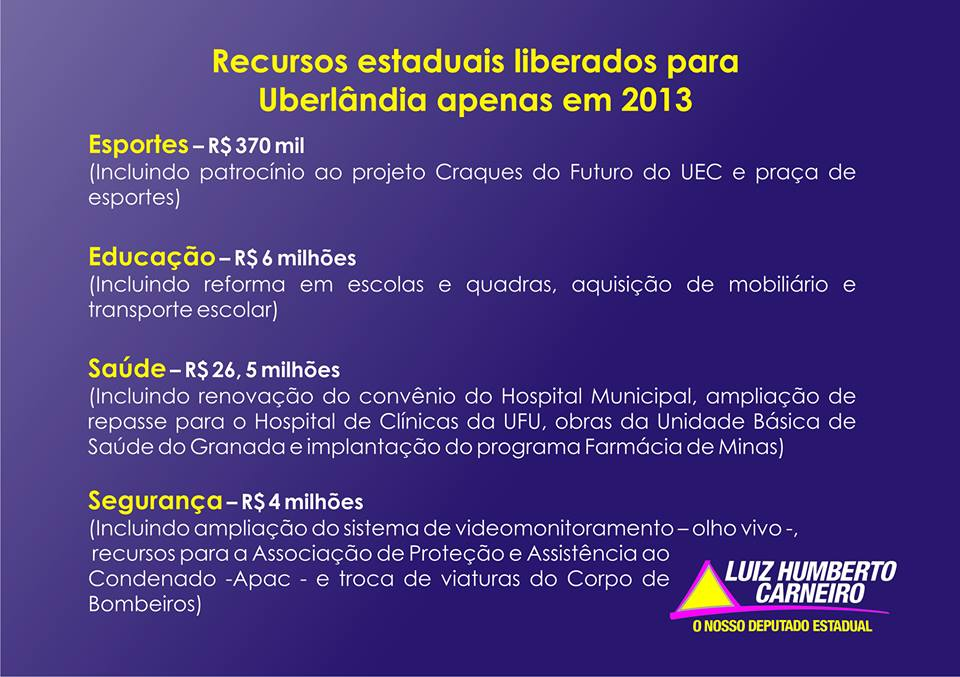 Recursos estaduais liberados para
Uberlândia apenas em 2013
Esportes – R$ 370 mil
(Incluindo patrocínio ao projeto Craques do Futuro do UEC e praça de
esportes)
Educação – R$ 6 milhões
(Incluindo reforma em escolas e quadras, aquisição de mobiliário e
transporte escolar)
Saúde – R$ 26, 5 milhões
(Incluindo renovação do convênio do Hospital Municipal, ampliação de
repasse para o Hospital de Clínicas da UFU, obras da Unidade Básica de
Saúde do Granada e implantação do programa Farmácia de Minas)
Segurança – R$ 4 milhões
(Incluindo ampliação do sistema de videomonitoramento – olho vivo -,
recursos para a Associação de Proteção e Assistência ao
Condenado -Apac - e troca de viaturas do Corpo de
Bombeiros)
LUIZ HUMBERTO
CARNEIRO
O NOSSO DEPUTADO ESTADUAL